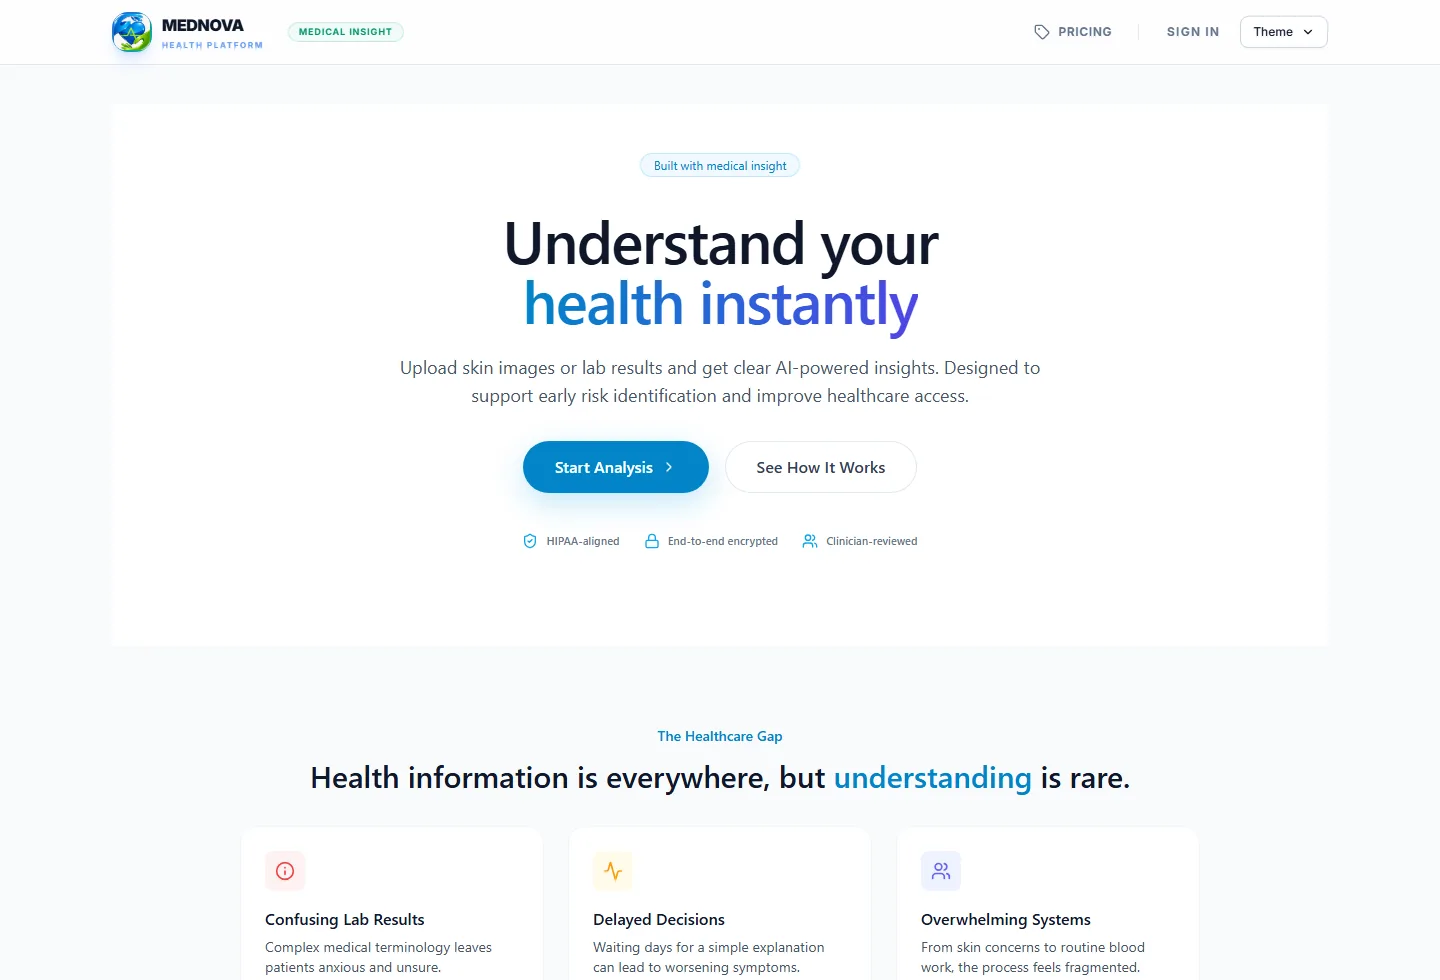 MEDNOVA
HEALTH PLATFORM
MEDICAL INSIGHT
PRICING
SIGN IN
Theme
Built with medical insight
Understand your
health instantly
Upload skin images or lab results and get clear AI-powered insights. Designed to
support early risk identification and improve healthcare access.
Start Analysis
See How It Works
HIPAA-aligned
End-to-end encrypted
Clinician-reviewed
The Healthcare Gap
Health information is everywhere, but understanding is rare.
Confusing Lab Results
Complex medical terminology leaves
patients anxious and unsure.
Delayed Decisions
Waiting days for a simple explanation
can lead to worsening symptoms.
Overwhelming Systems
From skin concerns to routine blood
work, the process feels fragmented.